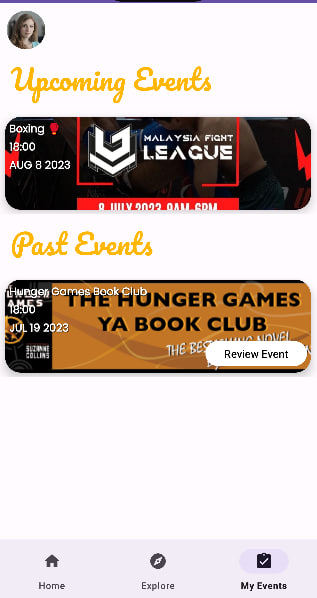 Upcoming Events
Boxing 🥊
18:00
AUG 8 2023
MALAYSIA FIGHT
LEAGUE
8 JULY 2023 9AM-6PM
Past Events
Hunger Games Book Club
18:00
JUL 19 2023
GAMES
SUZANNE
COLLINS
THE HUNGER GAMES
YA BOOK CLUB
THE BESTSELLING NOVEL
Review Event
Home
Explore
My Events